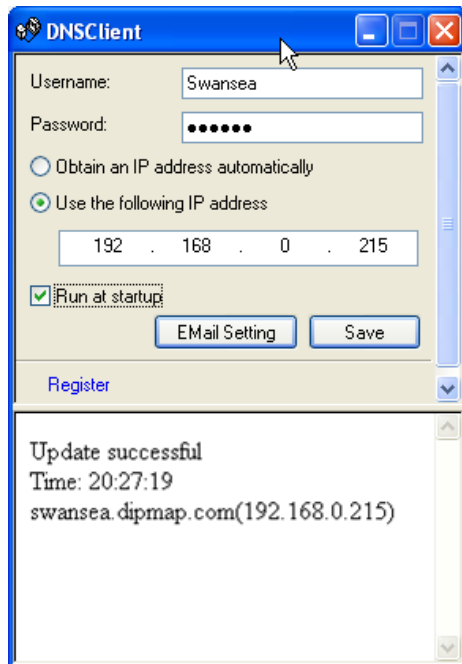 DNSClient
Username: Swansea
Password: ●●●●●●
Obtain an IP address automatically
Use the following IP address
192 . 168 . 0 . 215
Run at startup
EMail Setting Save
Register
Update successful
Time: 20:27:19
swansea.dipmap.com(192.168.0.215)